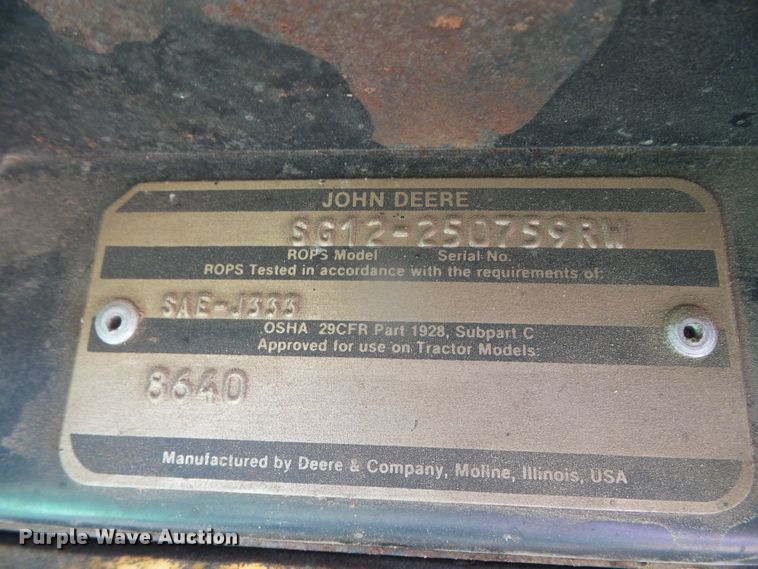 JOHN DEERE
SG12-250759RW
ROPS Model Serial No.
ROPS Tested in accordance with the requirements of:
SAE-J333
OSHA 29CFR Part 1928, Subpart C
Approved for use on Tractor Models:
8640
Manufactured by Deere & Company, Moline, Illinois, USA
Purple Wave Auction